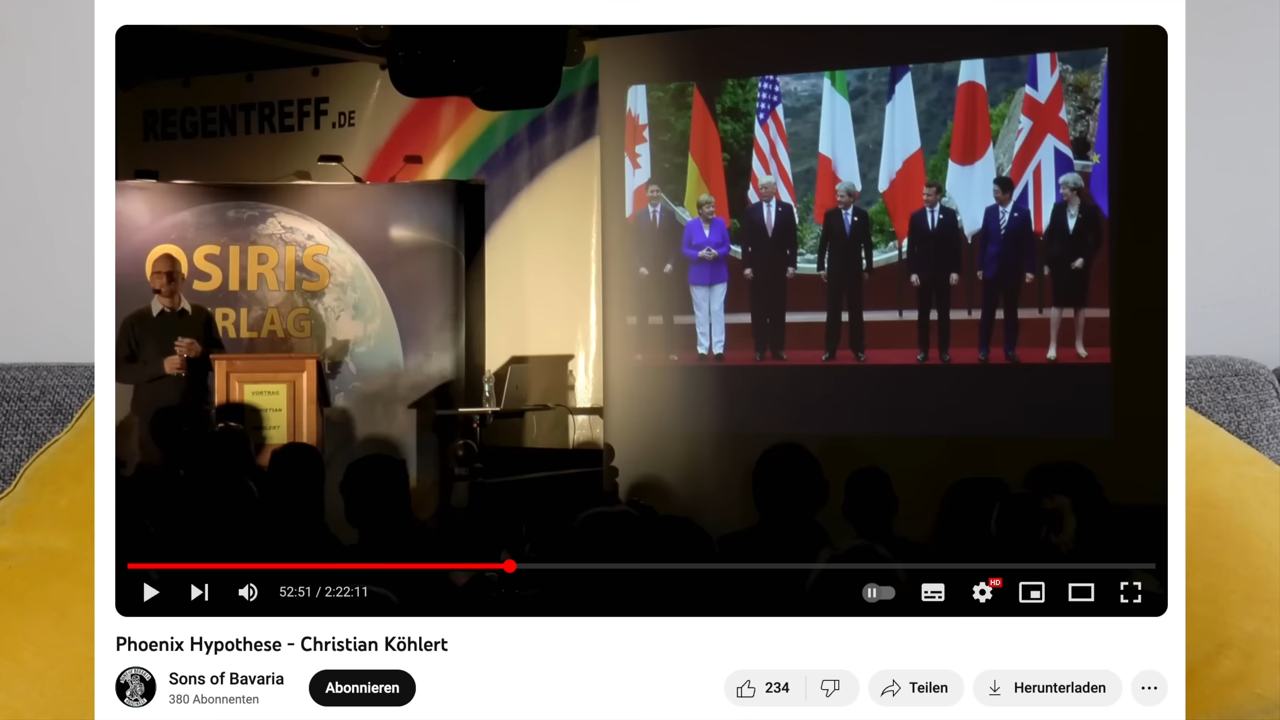 REGENTREFF.DE
OSIRIS
RLAG
VORTRAG
52:51 / 2:22:11
HD
Phoenix Hypothese - Christian Köhlert
Sons of Bavaria
380 Abonnenten
Abonnieren
234
Teilen
Herunterladen